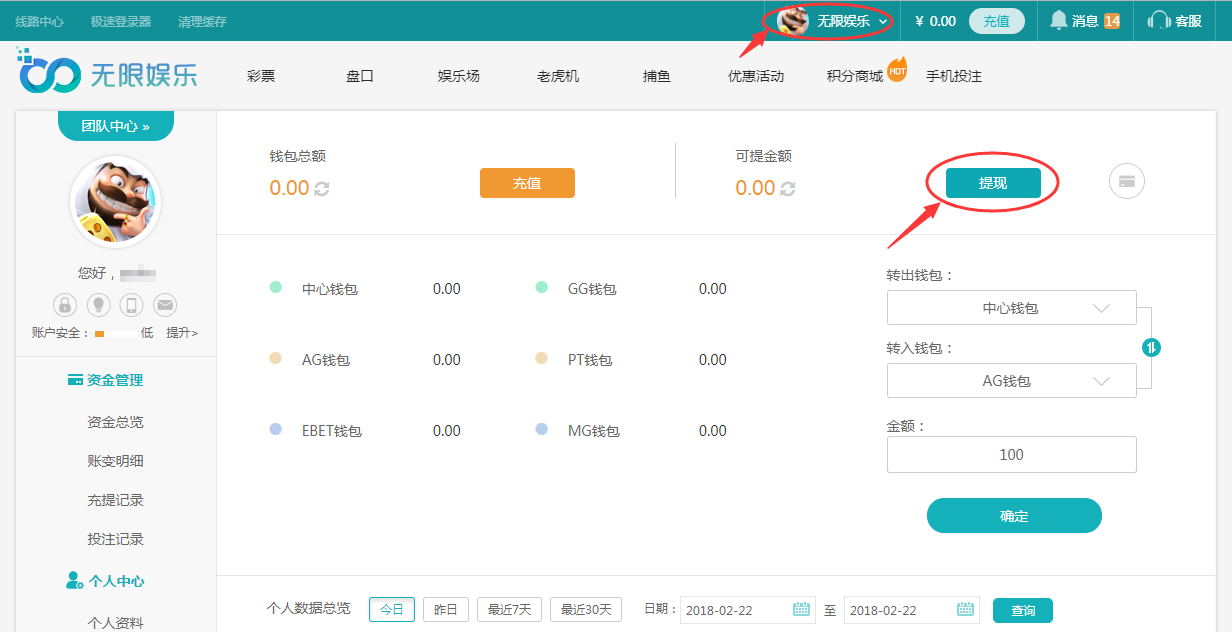 线路中心 极速登录器 清理缓存 无限娱乐 ¥ 0.00 充值 消息 14 客服
无限娱乐 彩票 盘口 娱乐场 老虎机 捕鱼 优惠活动 积分商城 HOT 手机投注
团队中心 »
钱包总额 可提金额
0.00 充值 0.00 提现
您好，
账户安全： 低 提升>
中心钱包 0.00 GG钱包 0.00
AG钱包 0.00 PT钱包 0.00
EBET钱包 0.00 MG钱包 0.00
转出钱包：
中心钱包
转入钱包：
AG钱包
金额：
100
确定
资金管理
资金总览
账变明细
充提记录
投注记录
个人中心
个人资料
个人数据总览 今日 昨日 最近7天 最近30天 日期： 2018-02-22 至 2018-02-22 查询